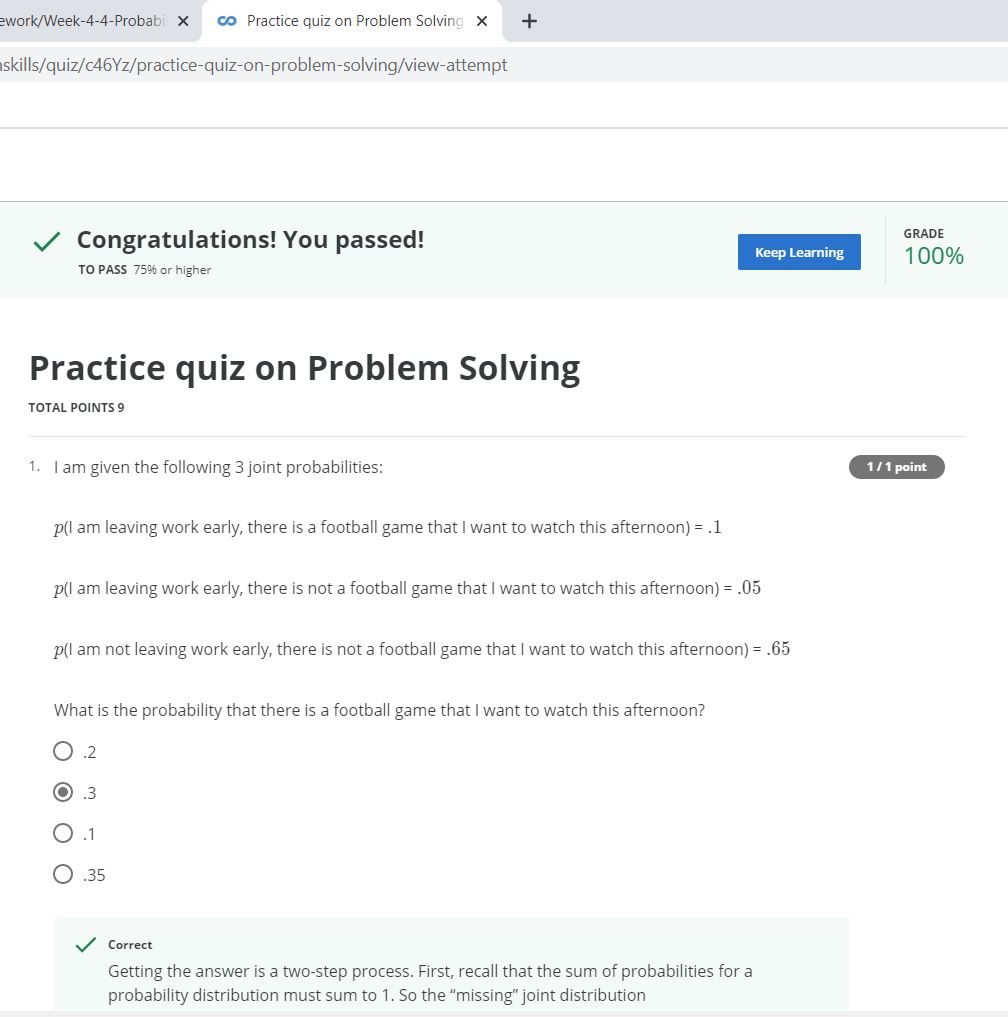 ework/Week-4-4-Probabi
Practice quiz on Problem Solving
skills/quiz/c46Yz/practice-quiz-on-problem-solving/view-attempt
Congratulations! You passed!
TO PASS 75% or higher
Keep Learning
GRADE
100%
Practice quiz on Problem Solving
TOTAL POINTS 9
1. I am given the following 3 joint probabilities:
1 / 1 point
p(I am leaving work early, there is a football game that I want to watch this afternoon) = .1
p(I am leaving work early, there is not a football game that I want to watch this afternoon) = .05
p(I am not leaving work early, there is not a football game that I want to watch this afternoon) = .65
What is the probability that there is a football game that I want to watch this afternoon?
.2
.3
.1
.35
Correct
Getting the answer is a two-step process. First, recall that the sum of probabilities for a
probability distribution must sum to 1. So the “missing” joint distribution